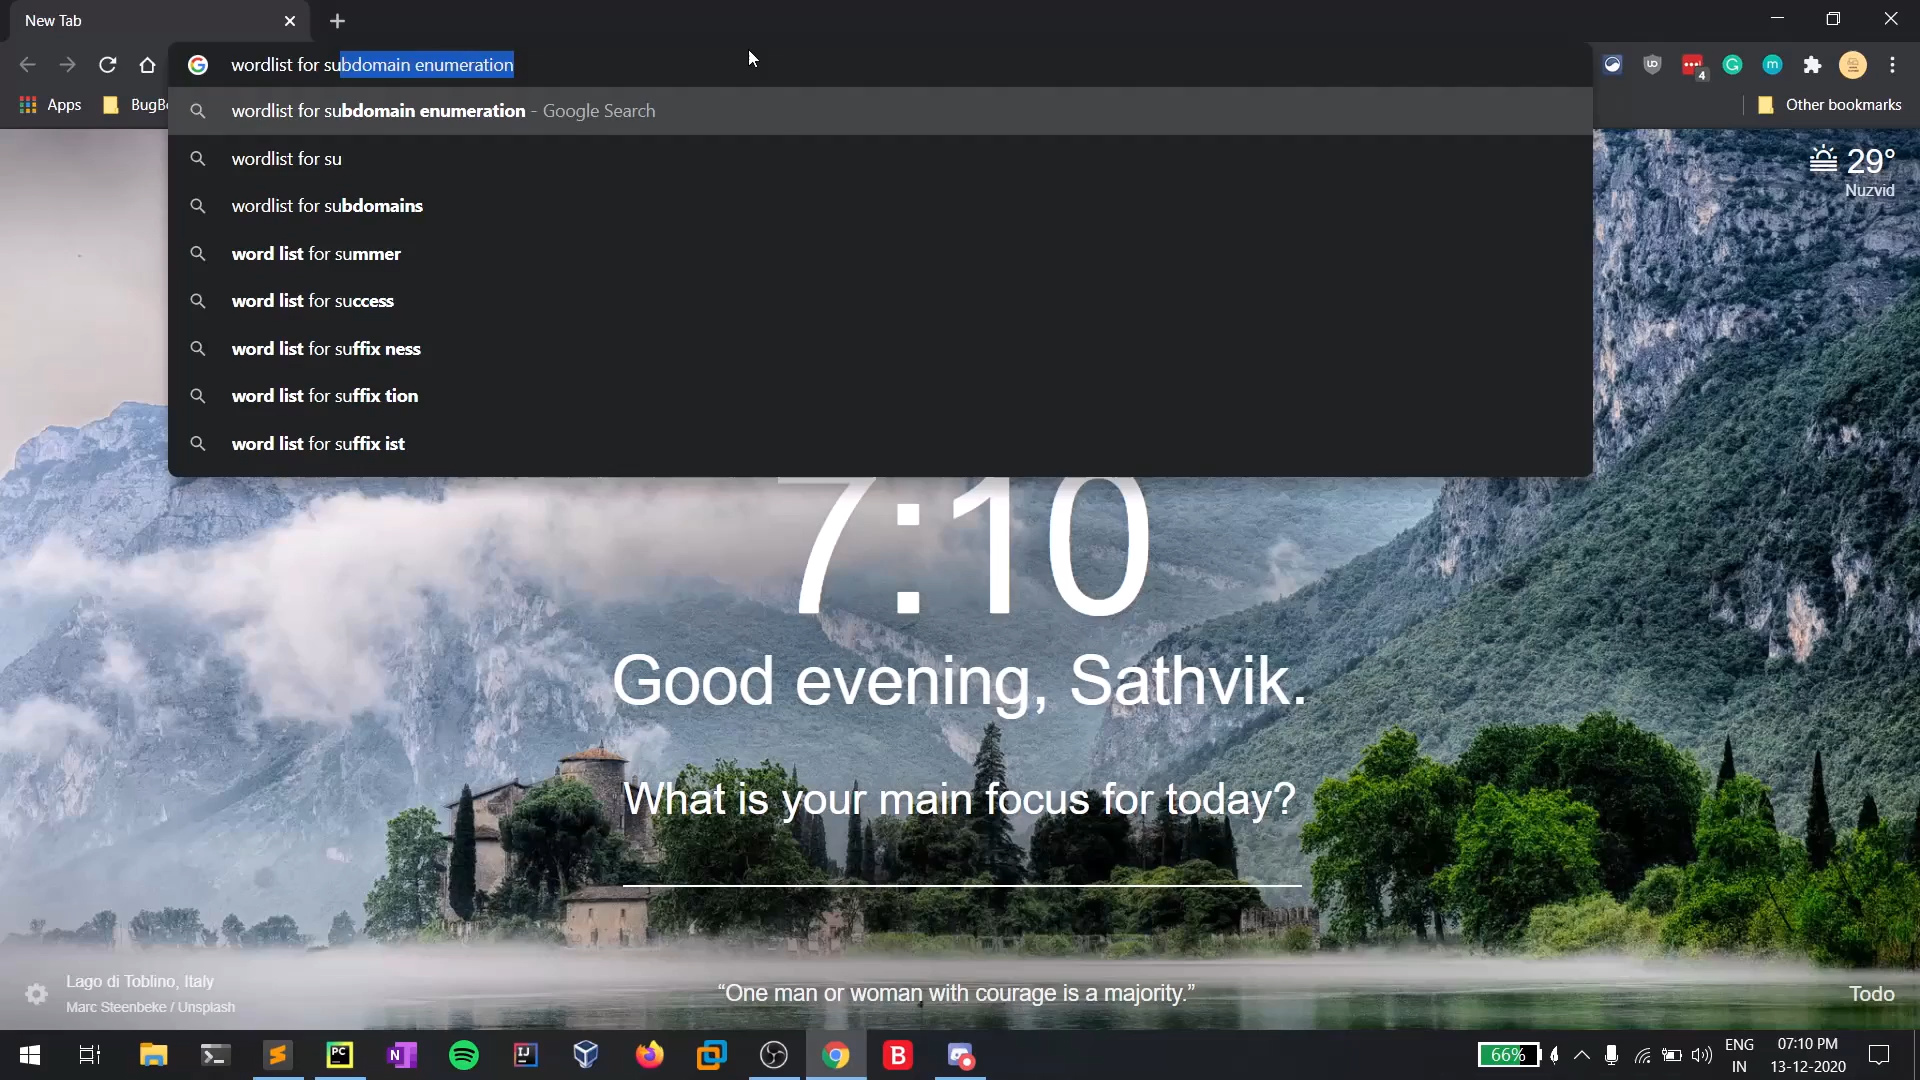 New Tab
wordlist for subdomain enumeration
Apps
Other bookmarks
wordlist for subdomain enumeration - Google Search
wordlist for su
wordlist for subdomains
word list for summer
word list for success
word list for suffix ness
word list for suffix tion
word list for suffix ist
29°
Nuzvid
7:10
Good evening, Sathvik.
What is your main focus for today?
Lago di Toblino, Italy
Marc Steenbeke / Unsplash
“One man or woman with courage is a majority.”
Todo
66%
ENG
IN
07:10 PM
13-12-2020